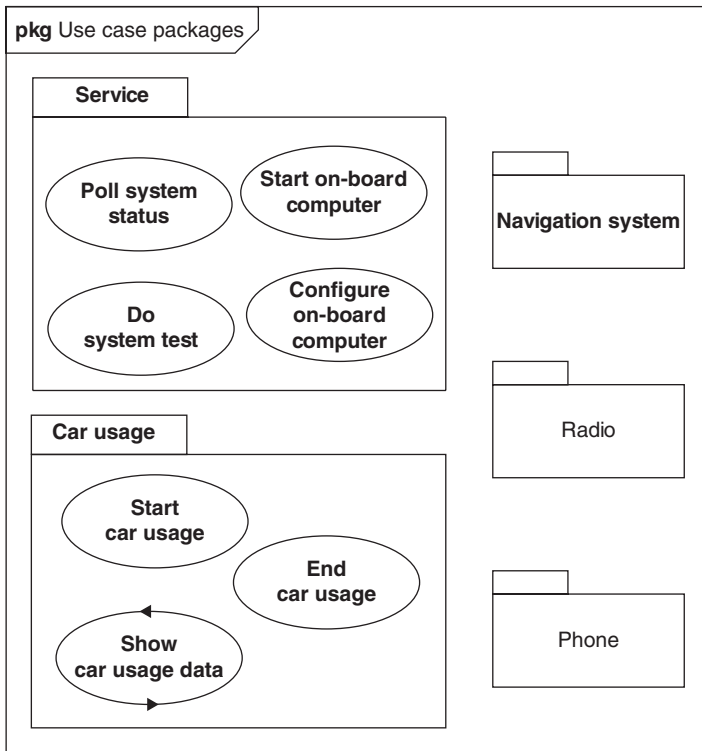 pkg Use case packages
Service
Poll system
status
Start on-board
computer
Do
system test
Configure
on-board
computer
Navigation system
Radio
Car usage
Start
car usage
End
car usage
Show
car usage data
Phone